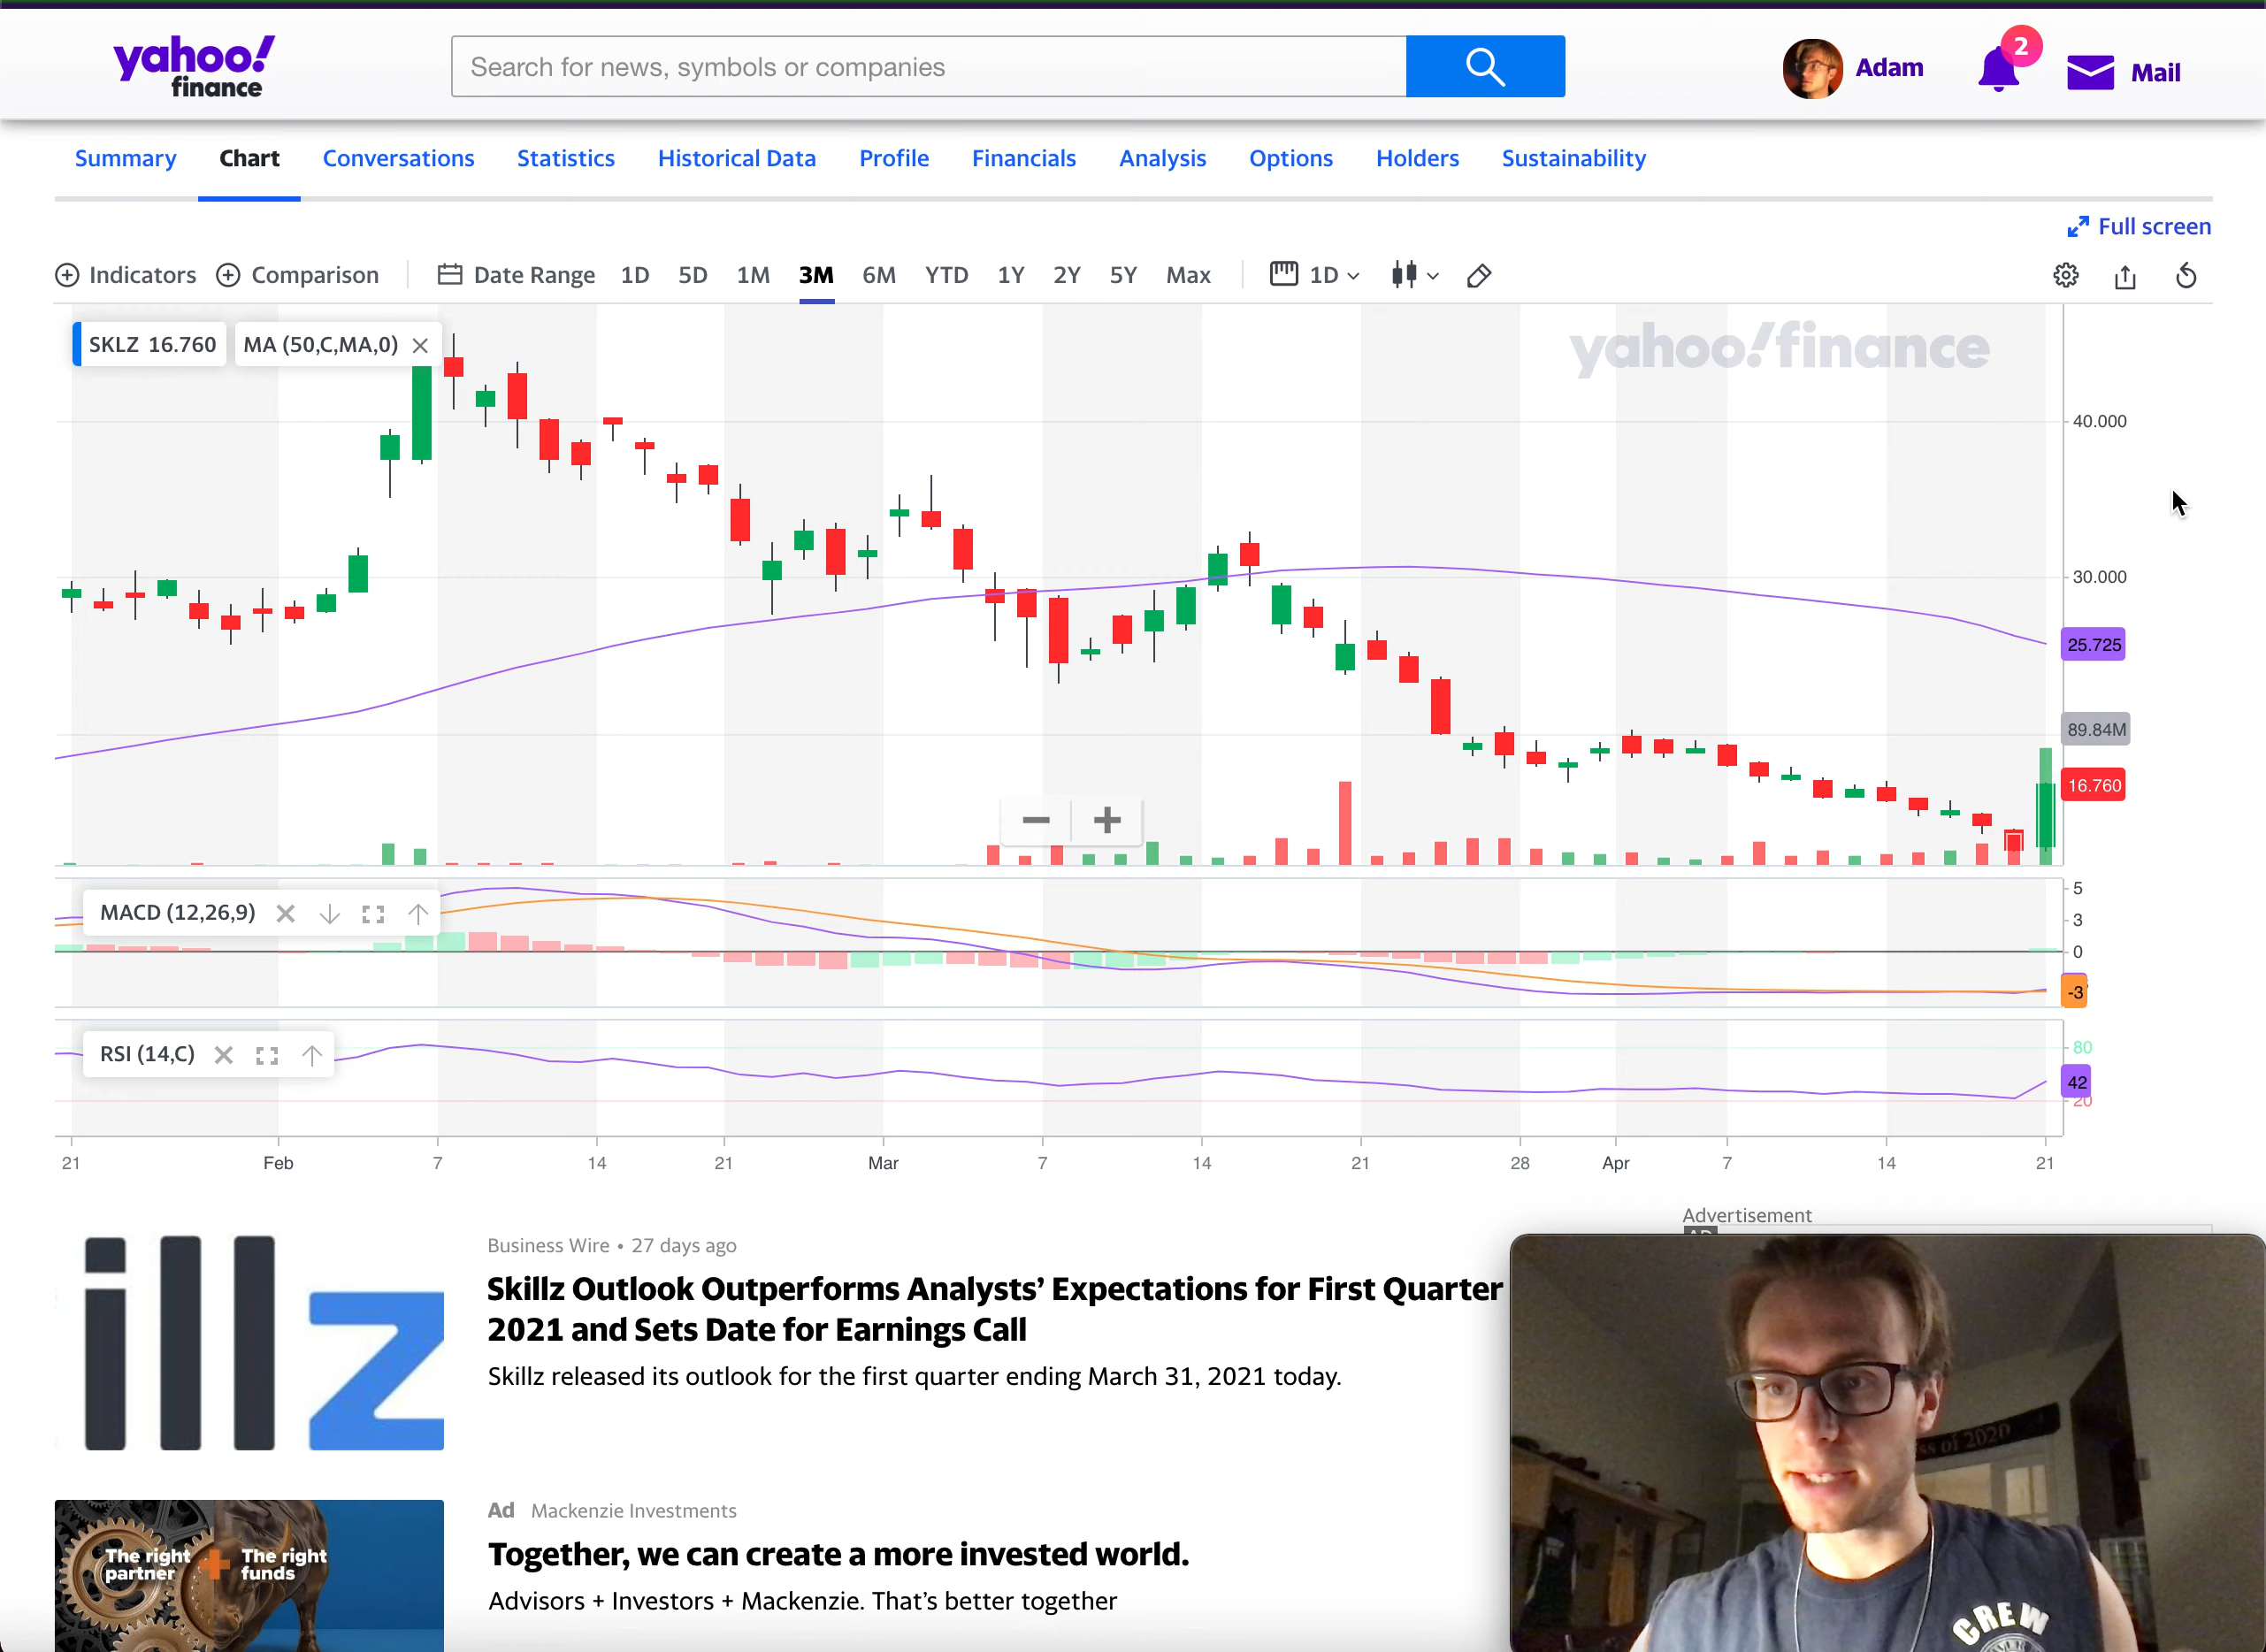 yahoo!
finance
Search for news, symbols or companies
Adam
2
Mail
Summary Chart Conversations Statistics Historical Data Profile Financials Analysis Options Holders Sustainability
Full screen
Indicators Comparison Date Range 1D 5D 1M 3M 6M YTD 1Y 2Y 5Y Max 1D
SKLZ 16.760 MA (50,C,MA,0)
yahoo!finance
40.000
30.000
25.725
89.84M
16.760
MACD (12,26,9)
5
3
0
-3
RSI (14,C)
80
42
20
21 Feb 7 14 21 Mar 7 14 21 28 Apr 7 14 21
Advertisement
illz
Business Wire • 27 days ago
Skillz Outlook Outperforms Analysts’ Expectations for First Quarter
2021 and Sets Date for Earnings Call
Skillz released its outlook for the first quarter ending March 31, 2021 today.
The right
partner
+
The right
funds
Ad Mackenzie Investments
Together, we can create a more invested world.
Advisors + Investors + Mackenzie. That’s better together
ss of 2020
CREW